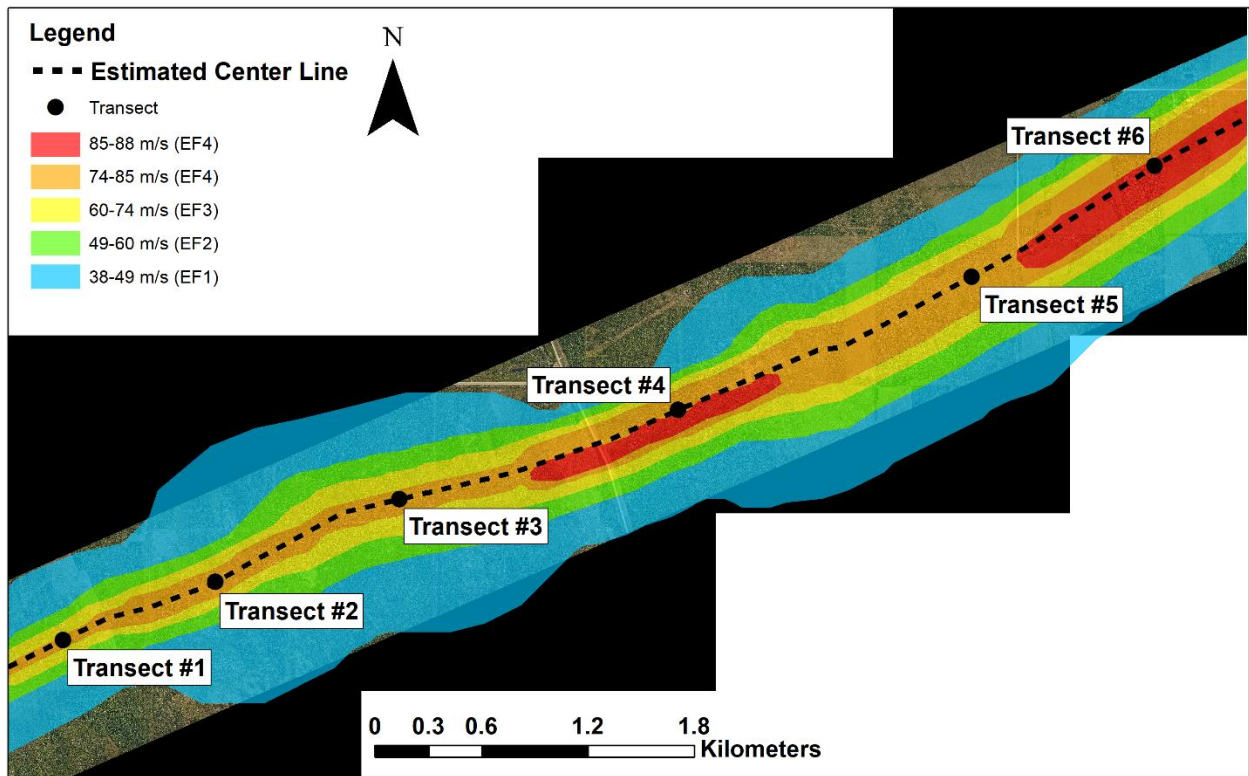 Legend
Estimated Center Line
Transect
85-88 m/s (EF4)
74-85 m/s (EF4)
60-74 m/s (EF3)
49-60 m/s (EF2)
38-49 m/s (EF1)
N
Transect #6
Transect #5
Transect #4
Transect #3
Transect #2
Transect #1
0 0.3 0.6 1.2 1.8
Kilometers